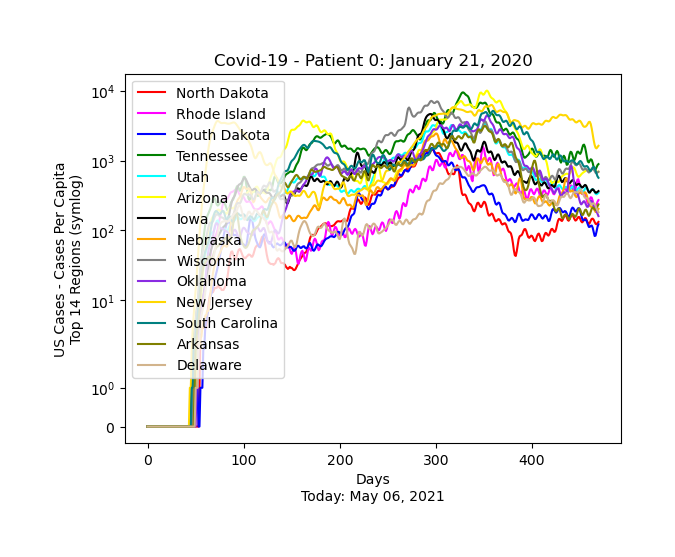 Covid-19 - Patient 0: January 21, 2020
US Cases - Cases Per Capita
Top 14 Regions (symlog)
10⁴
10³
10²
10¹
10⁰
0
North Dakota
Rhode Island
South Dakota
Tennessee
Utah
Arizona
Iowa
Nebraska
Wisconsin
Oklahoma
New Jersey
South Carolina
Arkansas
Delaware
0 100 200 300 400
Days
Today: May 06, 2021